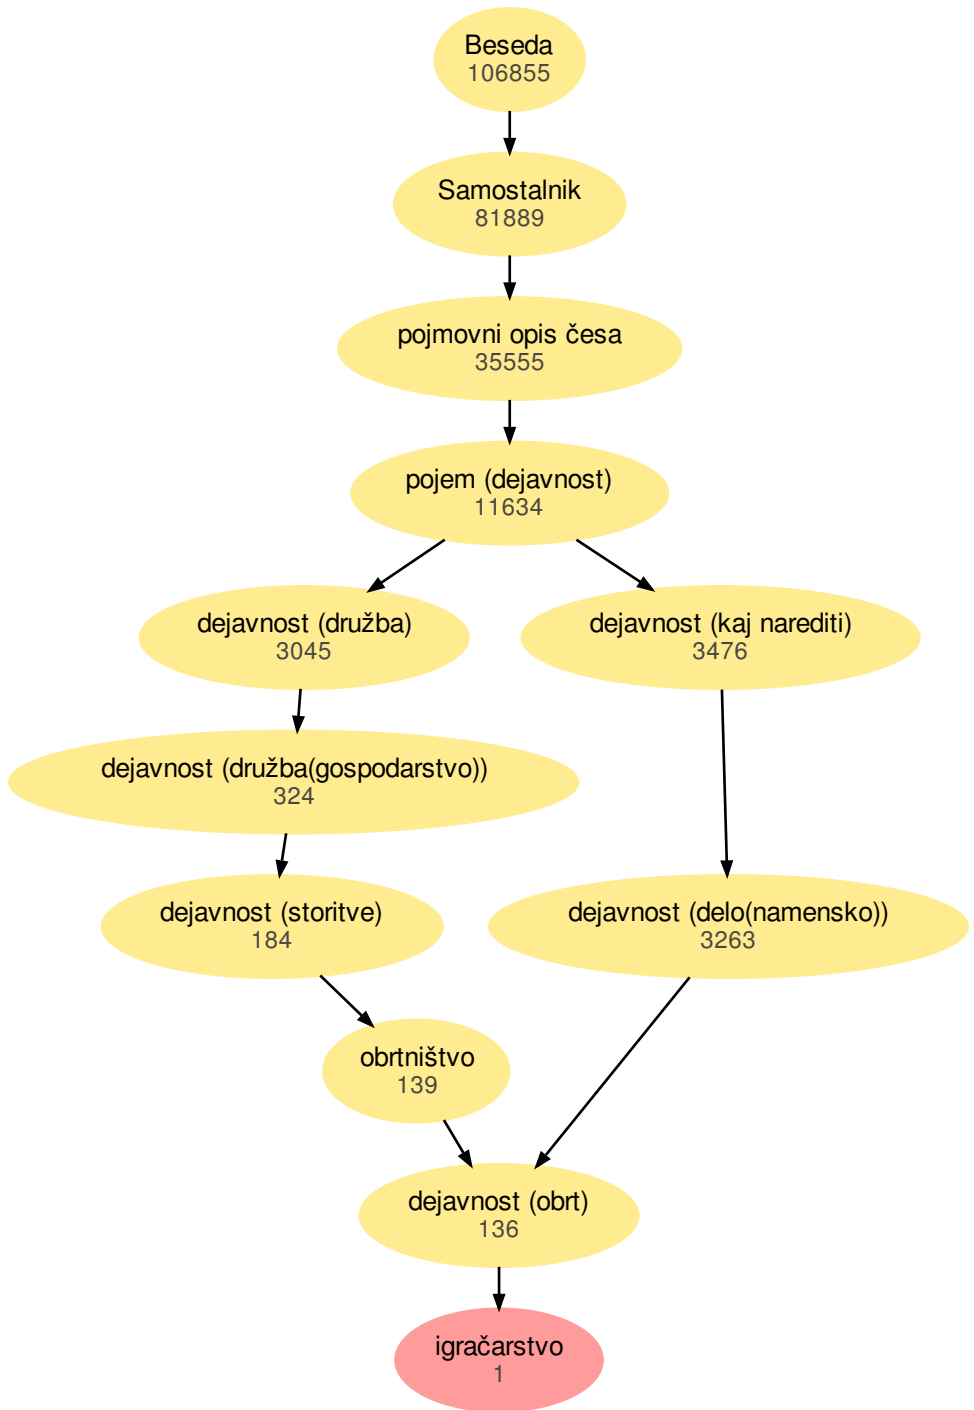 Beseda
106855
Samostalnik
81889
pojmovni opis česa
35555
pojem (dejavnost)
11634
dejavnost (družba)
3045
dejavnost (kaj narediti)
3476
dejavnost (družba(gospodarstvo))
324
dejavnost (storitve)
184
dejavnost (delo(namensko))
3263
obrtništvo
139
dejavnost (obrt)
136
igračarstvo
1